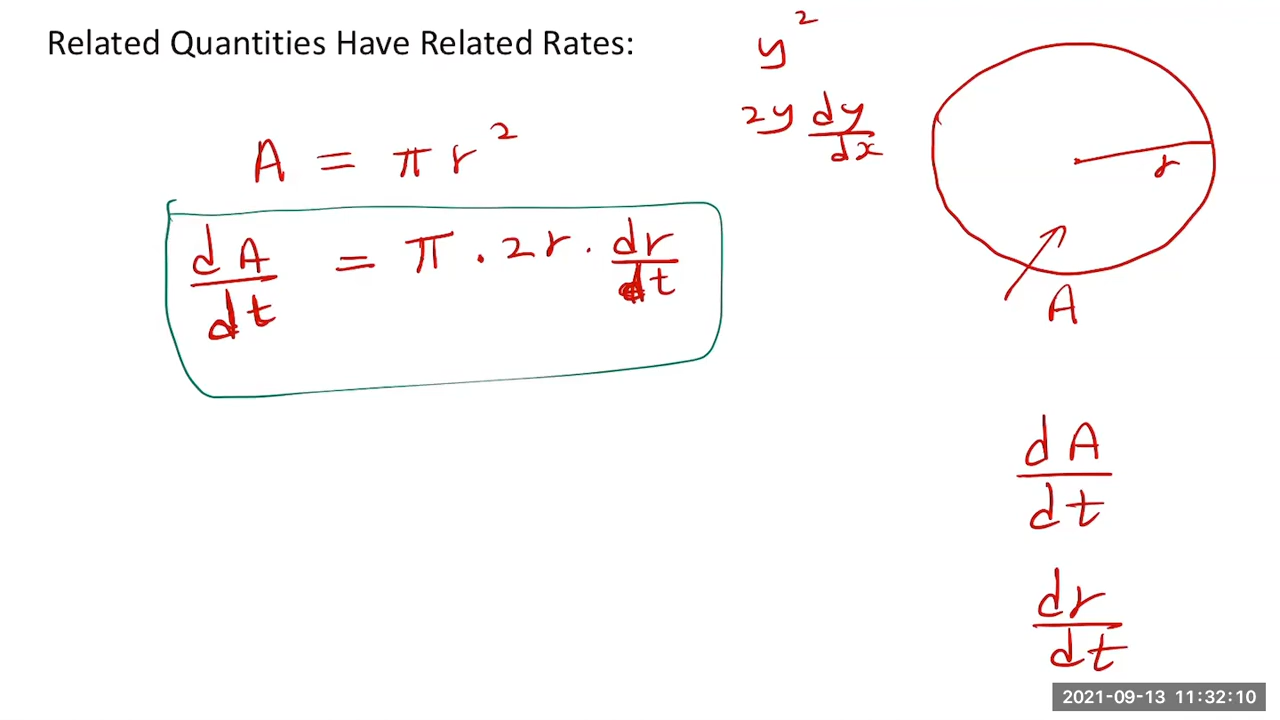 Related Quantities Have Related Rates:
A = πr²
dA/dt = π . 2r . dr/dt
y²
2y dy/dx
r
A
dA/dt
dr/dt
2021-09-13 11:32:10